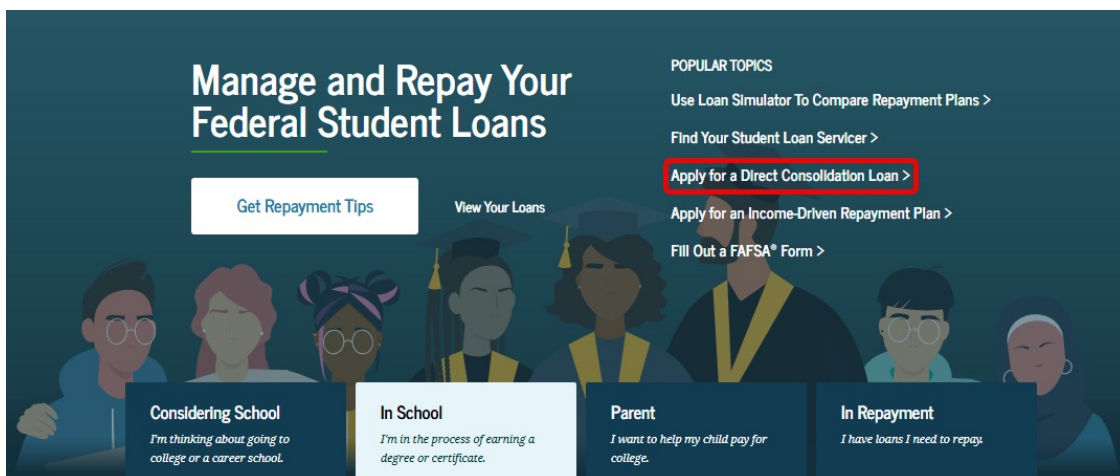 Manage and Repay Your
Federal Student Loans
Get Repayment Tips
View Your Loans
POPULAR TOPICS
Use Loan Simulator To Compare Repayment Plans >
Find Your Student Loan Servicer >
Apply for a Direct Consolidation Loan >
Apply for an Income-Driven Repayment Plan >
Fill Out a FAFSA® Form >
Considering School
I'm thinking about going to
college or a career school.
In School
I'm in the process of earning a
degree or certificate.
Parent
I want to help my child pay for
college.
In Repayment
I have loans I need to repay.